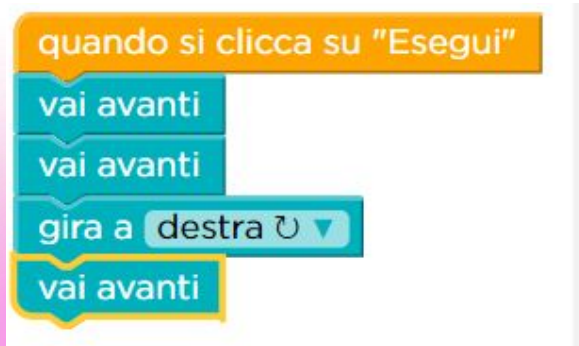 quando si clicca su "Esegui"
vai avanti
vai avanti
gira a destra ↻
vai avanti